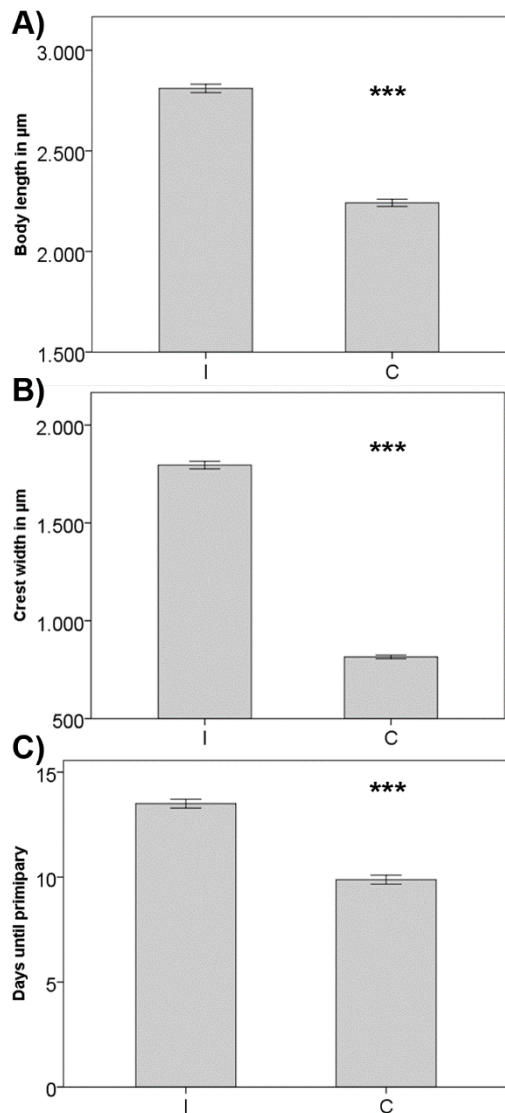 A)
Body length in µm
3.000
2.500
2.000
1.500
***
I C
B)
Crest width in µm
2.000
1.500
1.000
500
***
I C
C)
Days until primipary
15
10
5
0
***
I C